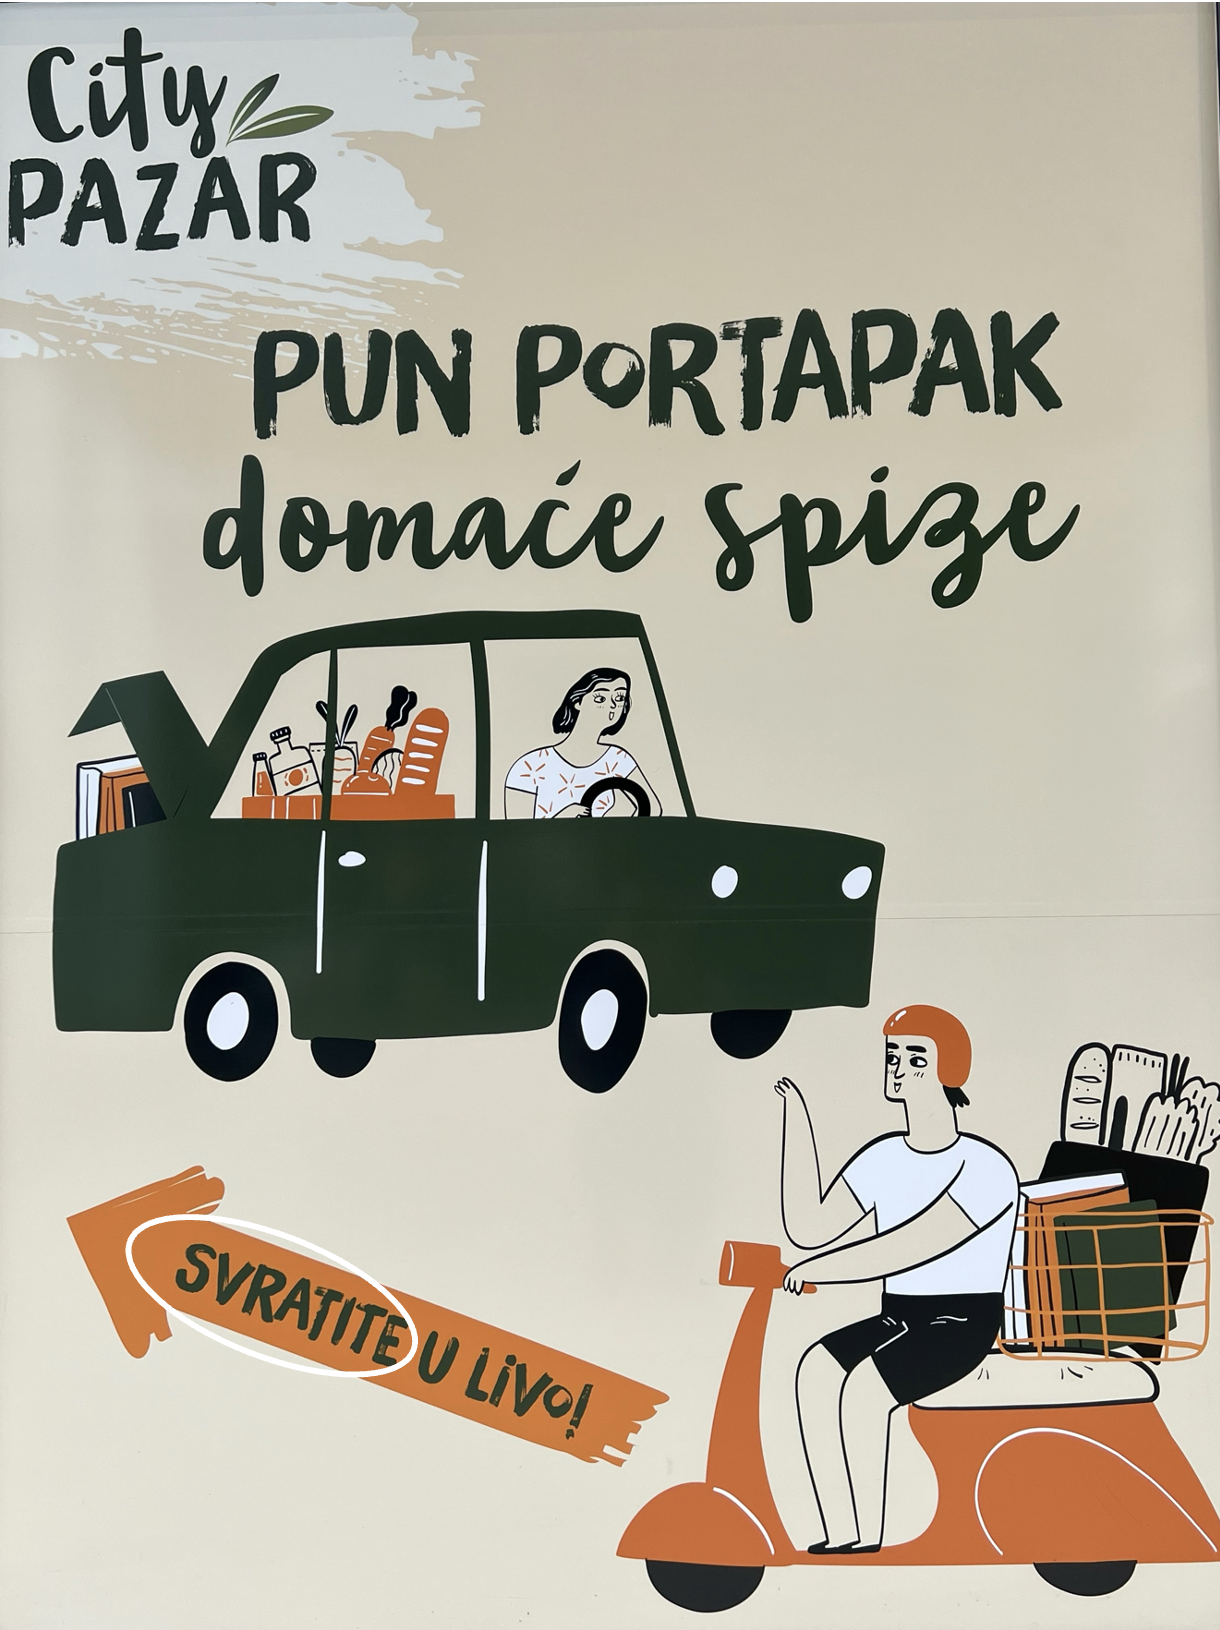 City
PAZAR
PUN PORTAPAK
domaće spize
SVRATITE U LiVO!